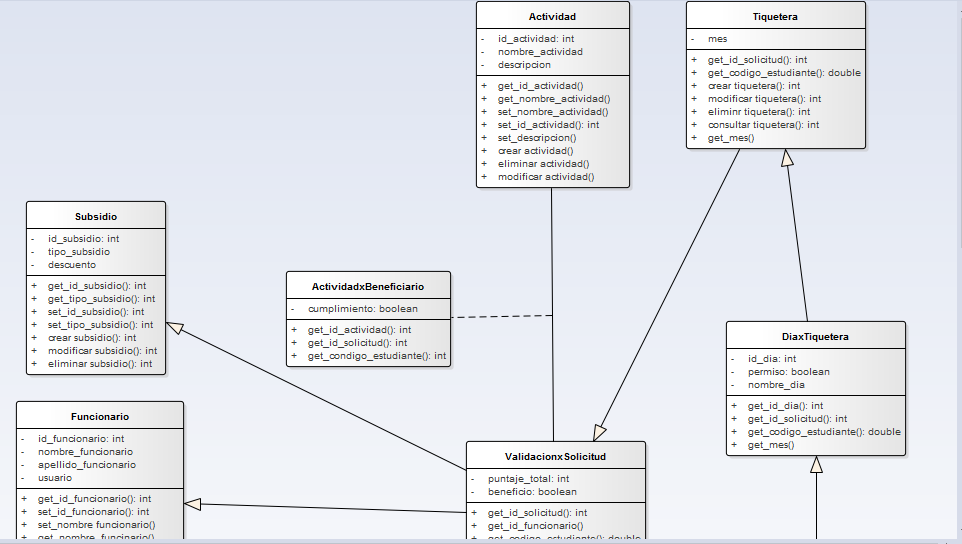 Actividad
- id_actividad: int
- nombre_actividad
- descripcion
+ get_id_actividad()
+ get_nombre_actividad()
+ set_nombre_actividad()
+ set_id_actividad(): int
+ set_descripcion()
+ crear actividad()
+ eliminar actividad()
+ modificar actividad()
Tiquetera
- mes
+ get_id_solicitud(): int
+ get_codigo_estudiante(): double
+ crear tiquetera(): int
+ modificar tiquetera(): int
+ eliminr tiquetera(): int
+ consultar tiquetera(): int
+ get_mes()
Subsidio
- id_subsidio: int
- tipo_subsidio
- descuento
+ get_id_subsidio(): int
+ get_tipo_subsidio(): int
+ set_id_subsidio(): int
+ set_tipo_subsidio(): int
+ crear subsidio(): int
+ modificar subsidio(): int
+ eliminar subsidio(): int
ActividadxBeneficiario
- cumplimiento: boolean
+ get_id_actividad(): int
+ get_id_solicitud(): int
+ get_condigo_estudiante(): int
DiaxTiquetera
- id_dia: int
- permiso: boolean
- nombre_dia
+ get_id_dia(): int
+ get_id_solicitud(): int
+ get_codigo_estudiante(): double
+ get_mes()
Funcionario
- id_funcionario: int
- nombre_funcionario
- apellido_funcionario
- usuario
+ get_id_funcionario(): int
+ set_id_funcionario(): int
+ set_nombre funcionario()
+ get_nombre_funcinario()
ValidacionxSolicitud
- puntaje_total: int
- beneficio: boolean
+ get_id_solicitud(): int
+ get_id_funcionario()
+ get_codigo_estudiante(): double